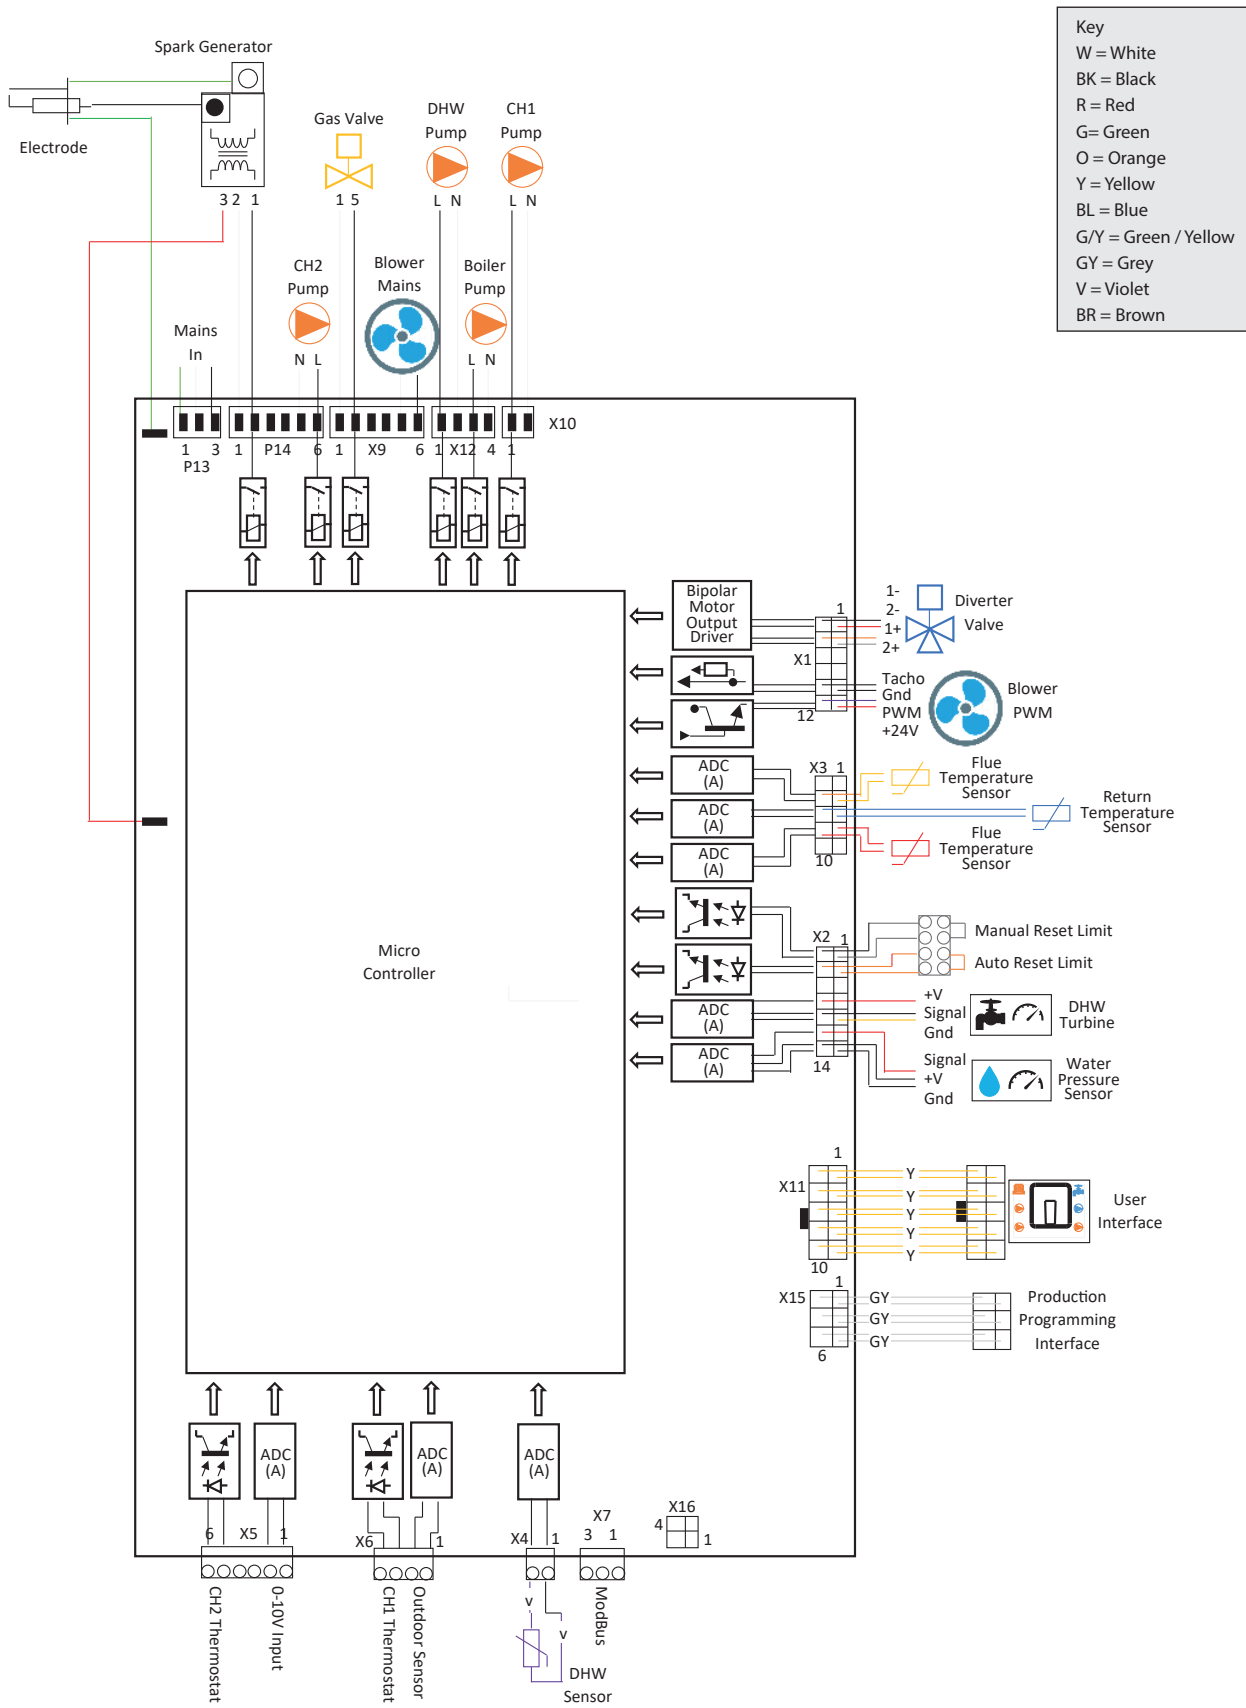 Key
W = White
BK = Black
R = Red
G= Green
O = Orange
Y = Yellow
BL = Blue
G/Y = Green / Yellow
GY = Grey
V = Violet
BR = Brown
Spark Generator
Electrode
3 2 1
Gas Valve
1 5
DHW
Pump
L N
CH1
Pump
L N
CH2
Pump
N L
Blower
Mains
Boiler
Pump
L N
Mains
In
X10
1 3
P13
1 P14 6
1 X9 6
1 X12 4
1
Bipolar
Motor
Output
Driver
1
X1
12
1-
2-
1+
2+
Diverter
Valve
Tacho
Gnd
PWM
+24V
Blower
PWM
ADC
(A)
ADC
(A)
ADC
(A)
X3 1
10
Flue
Temperature
Sensor
Return
Temperature
Sensor
Flue
Temperature
Sensor
Micro
Controller
X2 1
14
Manual Reset Limit
Auto Reset Limit
ADC
(A)
ADC
(A)
+V
Signal
Gnd
DHW
Turbine
Signal
+V
Gnd
Water
Pressure
Sensor
1
X11
10
Y
Y
Y
Y
Y
User
Interface
1
X15
6
GY
GY
GY
Production
Programming
Interface
ADC
(A)
ADC
(A)
ADC
(A)
6 X5 1
X6 1
X4 1
X7
3 1
X16
4
1
CH2 Thermostat
0-10V Input
CH1 Thermostat
Outdoor Sensor
v
v
DHW
Sensor
ModBus